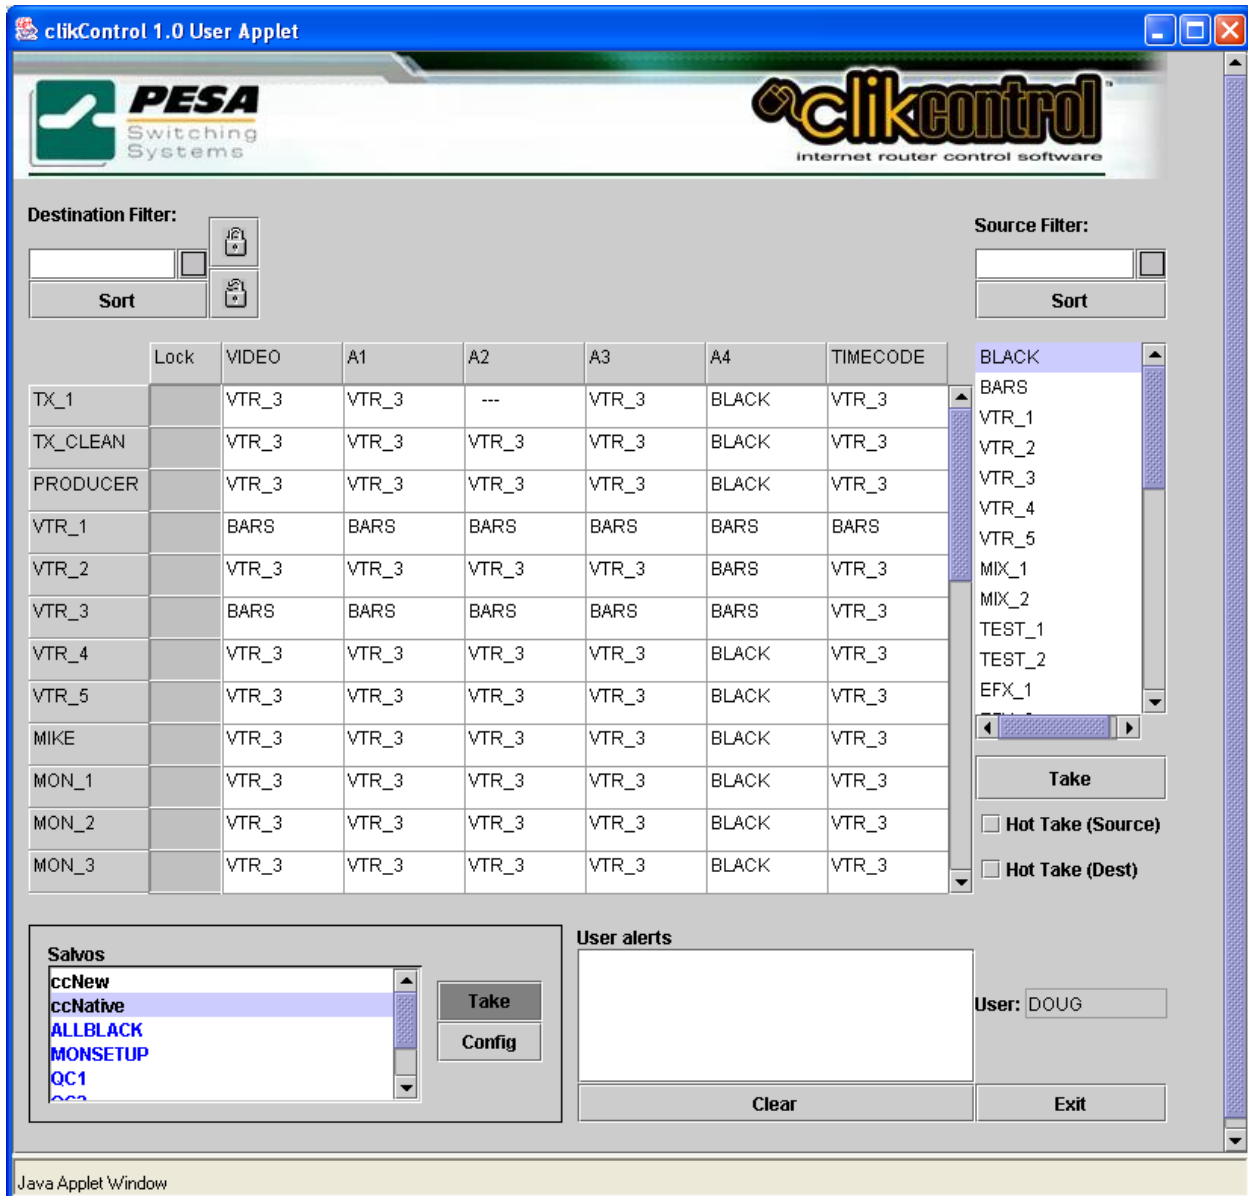 clikControl 1.0 User Applet
PESA
Switching
Systems
clikcontrol
internet router control software
Destination Filter:
Source Filter:
Sort
Sort
Lock VIDEO A1 A2 A3 A4 TIMECODE
TX_1 VTR_3 VTR_3 --- VTR_3 BLACK VTR_3
TX_CLEAN VTR_3 VTR_3 VTR_3 VTR_3 BLACK VTR_3
PRODUCER VTR_3 VTR_3 VTR_3 VTR_3 BLACK VTR_3
VTR_1 BARS BARS BARS BARS BARS BARS
VTR_2 VTR_3 VTR_3 VTR_3 VTR_3 BARS VTR_3
VTR_3 BARS BARS BARS BARS BARS VTR_3
VTR_4 VTR_3 VTR_3 VTR_3 VTR_3 BLACK VTR_3
VTR_5 VTR_3 VTR_3 VTR_3 VTR_3 BLACK VTR_3
MIKE VTR_3 VTR_3 VTR_3 VTR_3 BLACK VTR_3
MON_1 VTR_3 VTR_3 VTR_3 VTR_3 BLACK VTR_3
MON_2 VTR_3 VTR_3 VTR_3 VTR_3 BLACK VTR_3
MON_3 VTR_3 VTR_3 VTR_3 VTR_3 BLACK VTR_3
BLACK
BARS
VTR_1
VTR_2
VTR_3
VTR_4
VTR_5
MIX_1
MIX_2
TEST_1
TEST_2
EFX_1
Take
Hot Take (Source)
Hot Take (Dest)
Salvos
ccNew
ccNative
ALLBLACK
MONSETUP
QC1
Take
Config
User alerts
Clear
User: DOUG
Exit
Java Applet Window